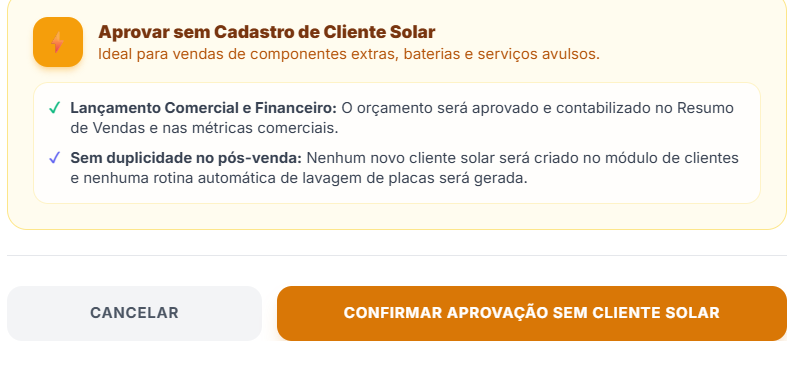 Aprovar sem Cadastro de Cliente Solar
Ideal para vendas de componentes extras, baterias e serviços avulsos.
✓ Lançamento Comercial e Financeiro: O orçamento será aprovado e contabilizado no Resumo
de Vendas e nas métricas comerciais.
✓ Sem duplicidade no pós-venda: Nenhum novo cliente solar será criado no módulo de clientes
e nenhuma rotina automática de lavagem de placas será gerada.
CANCELAR
CONFIRMAR APROVAÇÃO SEM CLIENTE SOLAR